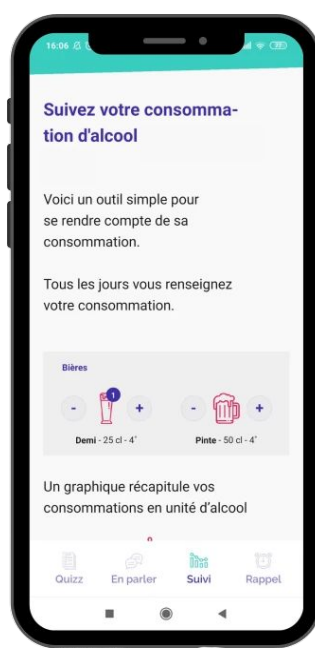 16:06
Suivez votre consomma-
tion d'alcool
Voici un outil simple pour
se rendre compte de sa
consommation.
Tous les jours vous renseignez
votre consommation.
Bières
- 1 + - +
Demi - 25 cl - 4° Pinte - 50 cl - 4°
Un graphique récapitule vos
consommations en unité d'alcool
Quizz En parler Suivi Rappel